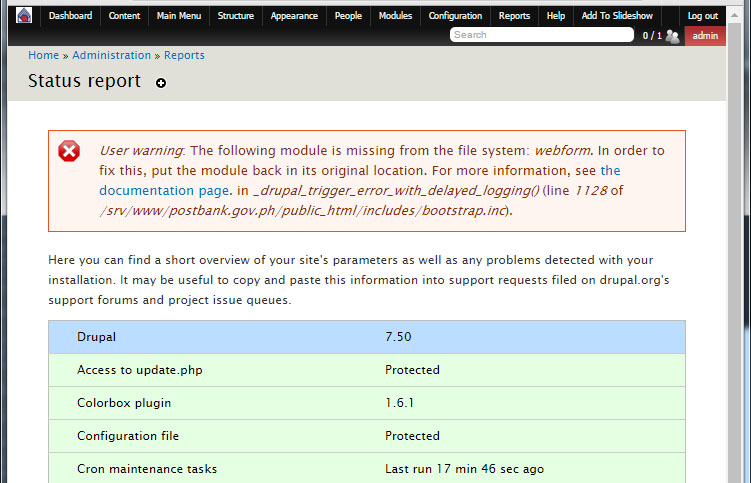 Dashboard Content Main Menu Structure Appearance People Modules Configuration Reports Help Add To Slideshow Log out
Search 0 / 1 admin
Home » Administration » Reports
Status report
User warning: The following module is missing from the file system: webform. In order to
fix this, put the module back in its original location. For more information, see the
documentation page. in _drupal_trigger_error_with_delayed_logging() (line 1128 of
/srv/www/postbank.gov.ph/public_html/includes/bootstrap.inc).
Here you can find a short overview of your site's parameters as well as any problems detected with your
installation. It may be useful to copy and paste this information into support requests filed on drupal.org's
support forums and project issue queues.
Drupal 7.50
Access to update.php Protected
Colorbox plugin 1.6.1
Configuration file Protected
Cron maintenance tasks Last run 17 min 46 sec ago